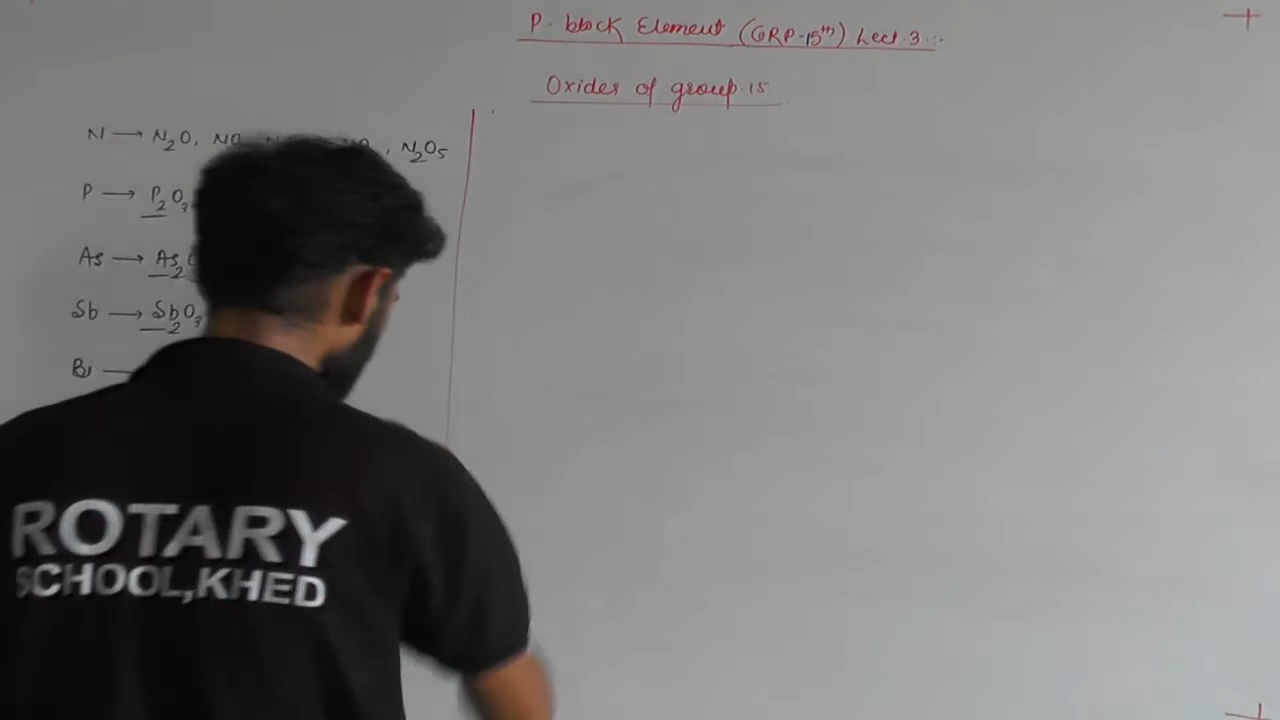 P. block Element (GRP-15th) Lect. 3 :-
Oxides of group. 15
N → N2O, NO , N2O5
P → P2O3
As → As2
Sb → Sb2O3
Bi →
ROTARY
SCHOOL,KHED